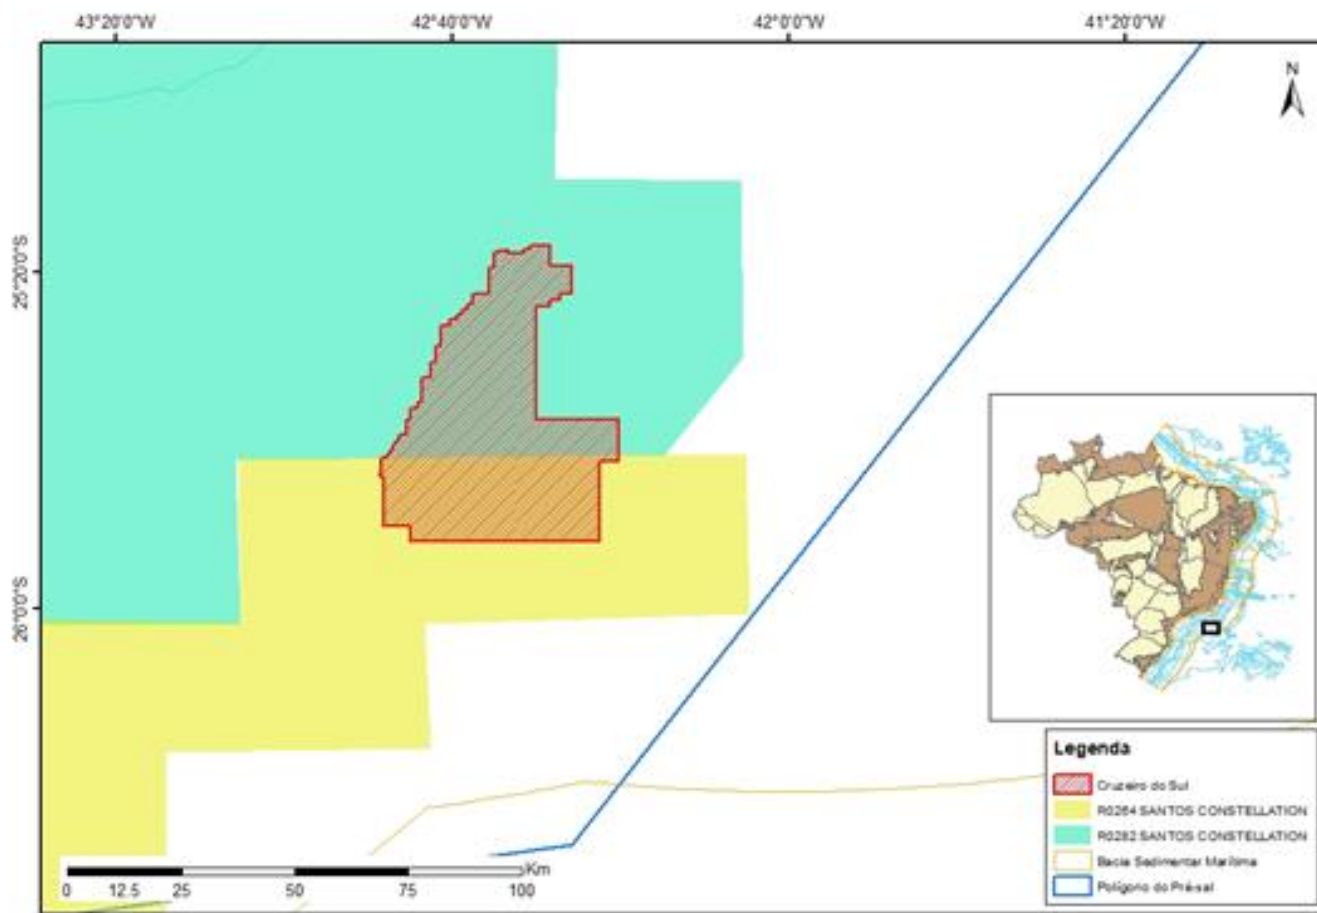 43°20'0"W 42°40'0"W 42°0'0"W 41°20'0"W
N
25°20'0"S
26°0'0"S
Legenda
Cruzeiro do Sul
R0264 SANTOS CONSTELLATION
R0282 SANTOS CONSTELLATION
Bacia Sedimentar Marítima
Polígono do Pré-sal
Km
0 12.5 25 50 75 100